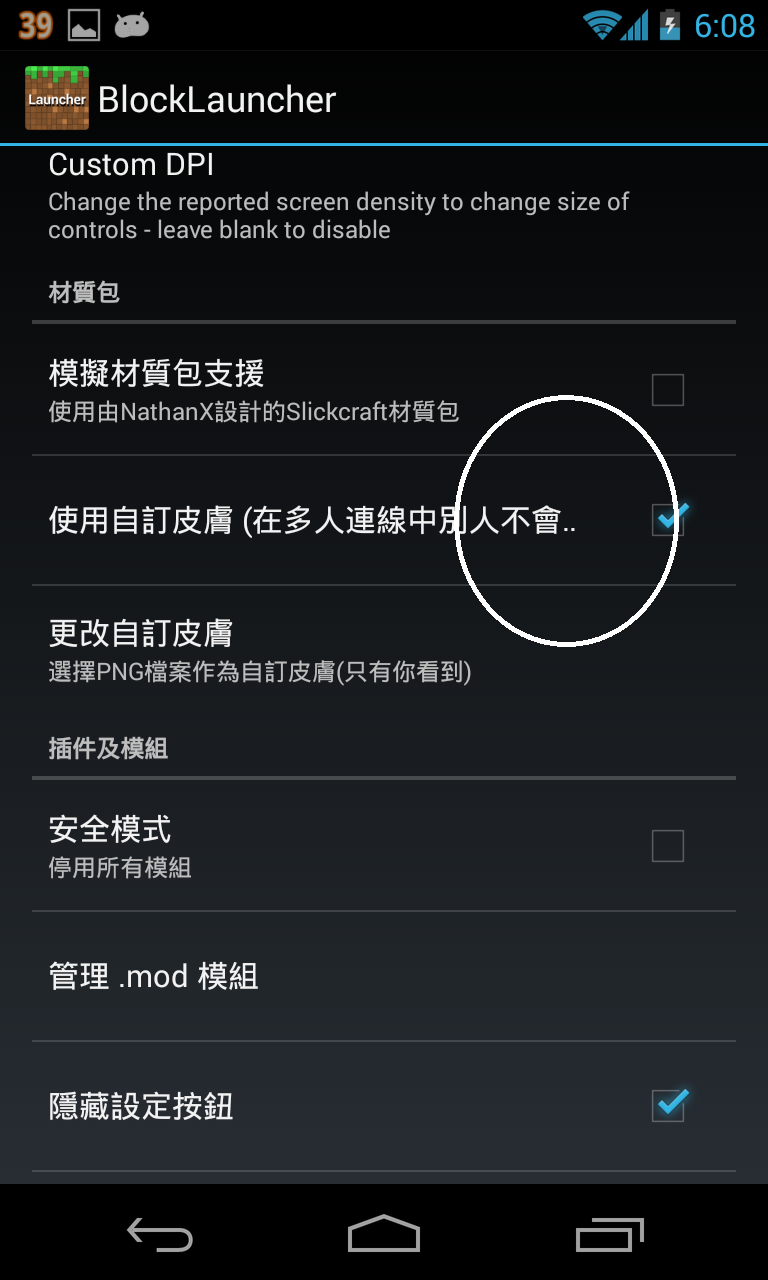 39
6:08
Launcher
BlockLauncher
Custom DPI
Change the reported screen density to change size of
controls - leave blank to disable
材質包
模擬材質包支援
使用由NathanX設計的Slickcraft材質包
使用自訂皮膚 (在多人連線中別人不會..
更改自訂皮膚
選擇PNG檔案作為自訂皮膚(只有你看到)
插件及模組
安全模式
停用所有模組
管理 .mod 模組
隱藏設定按鈕